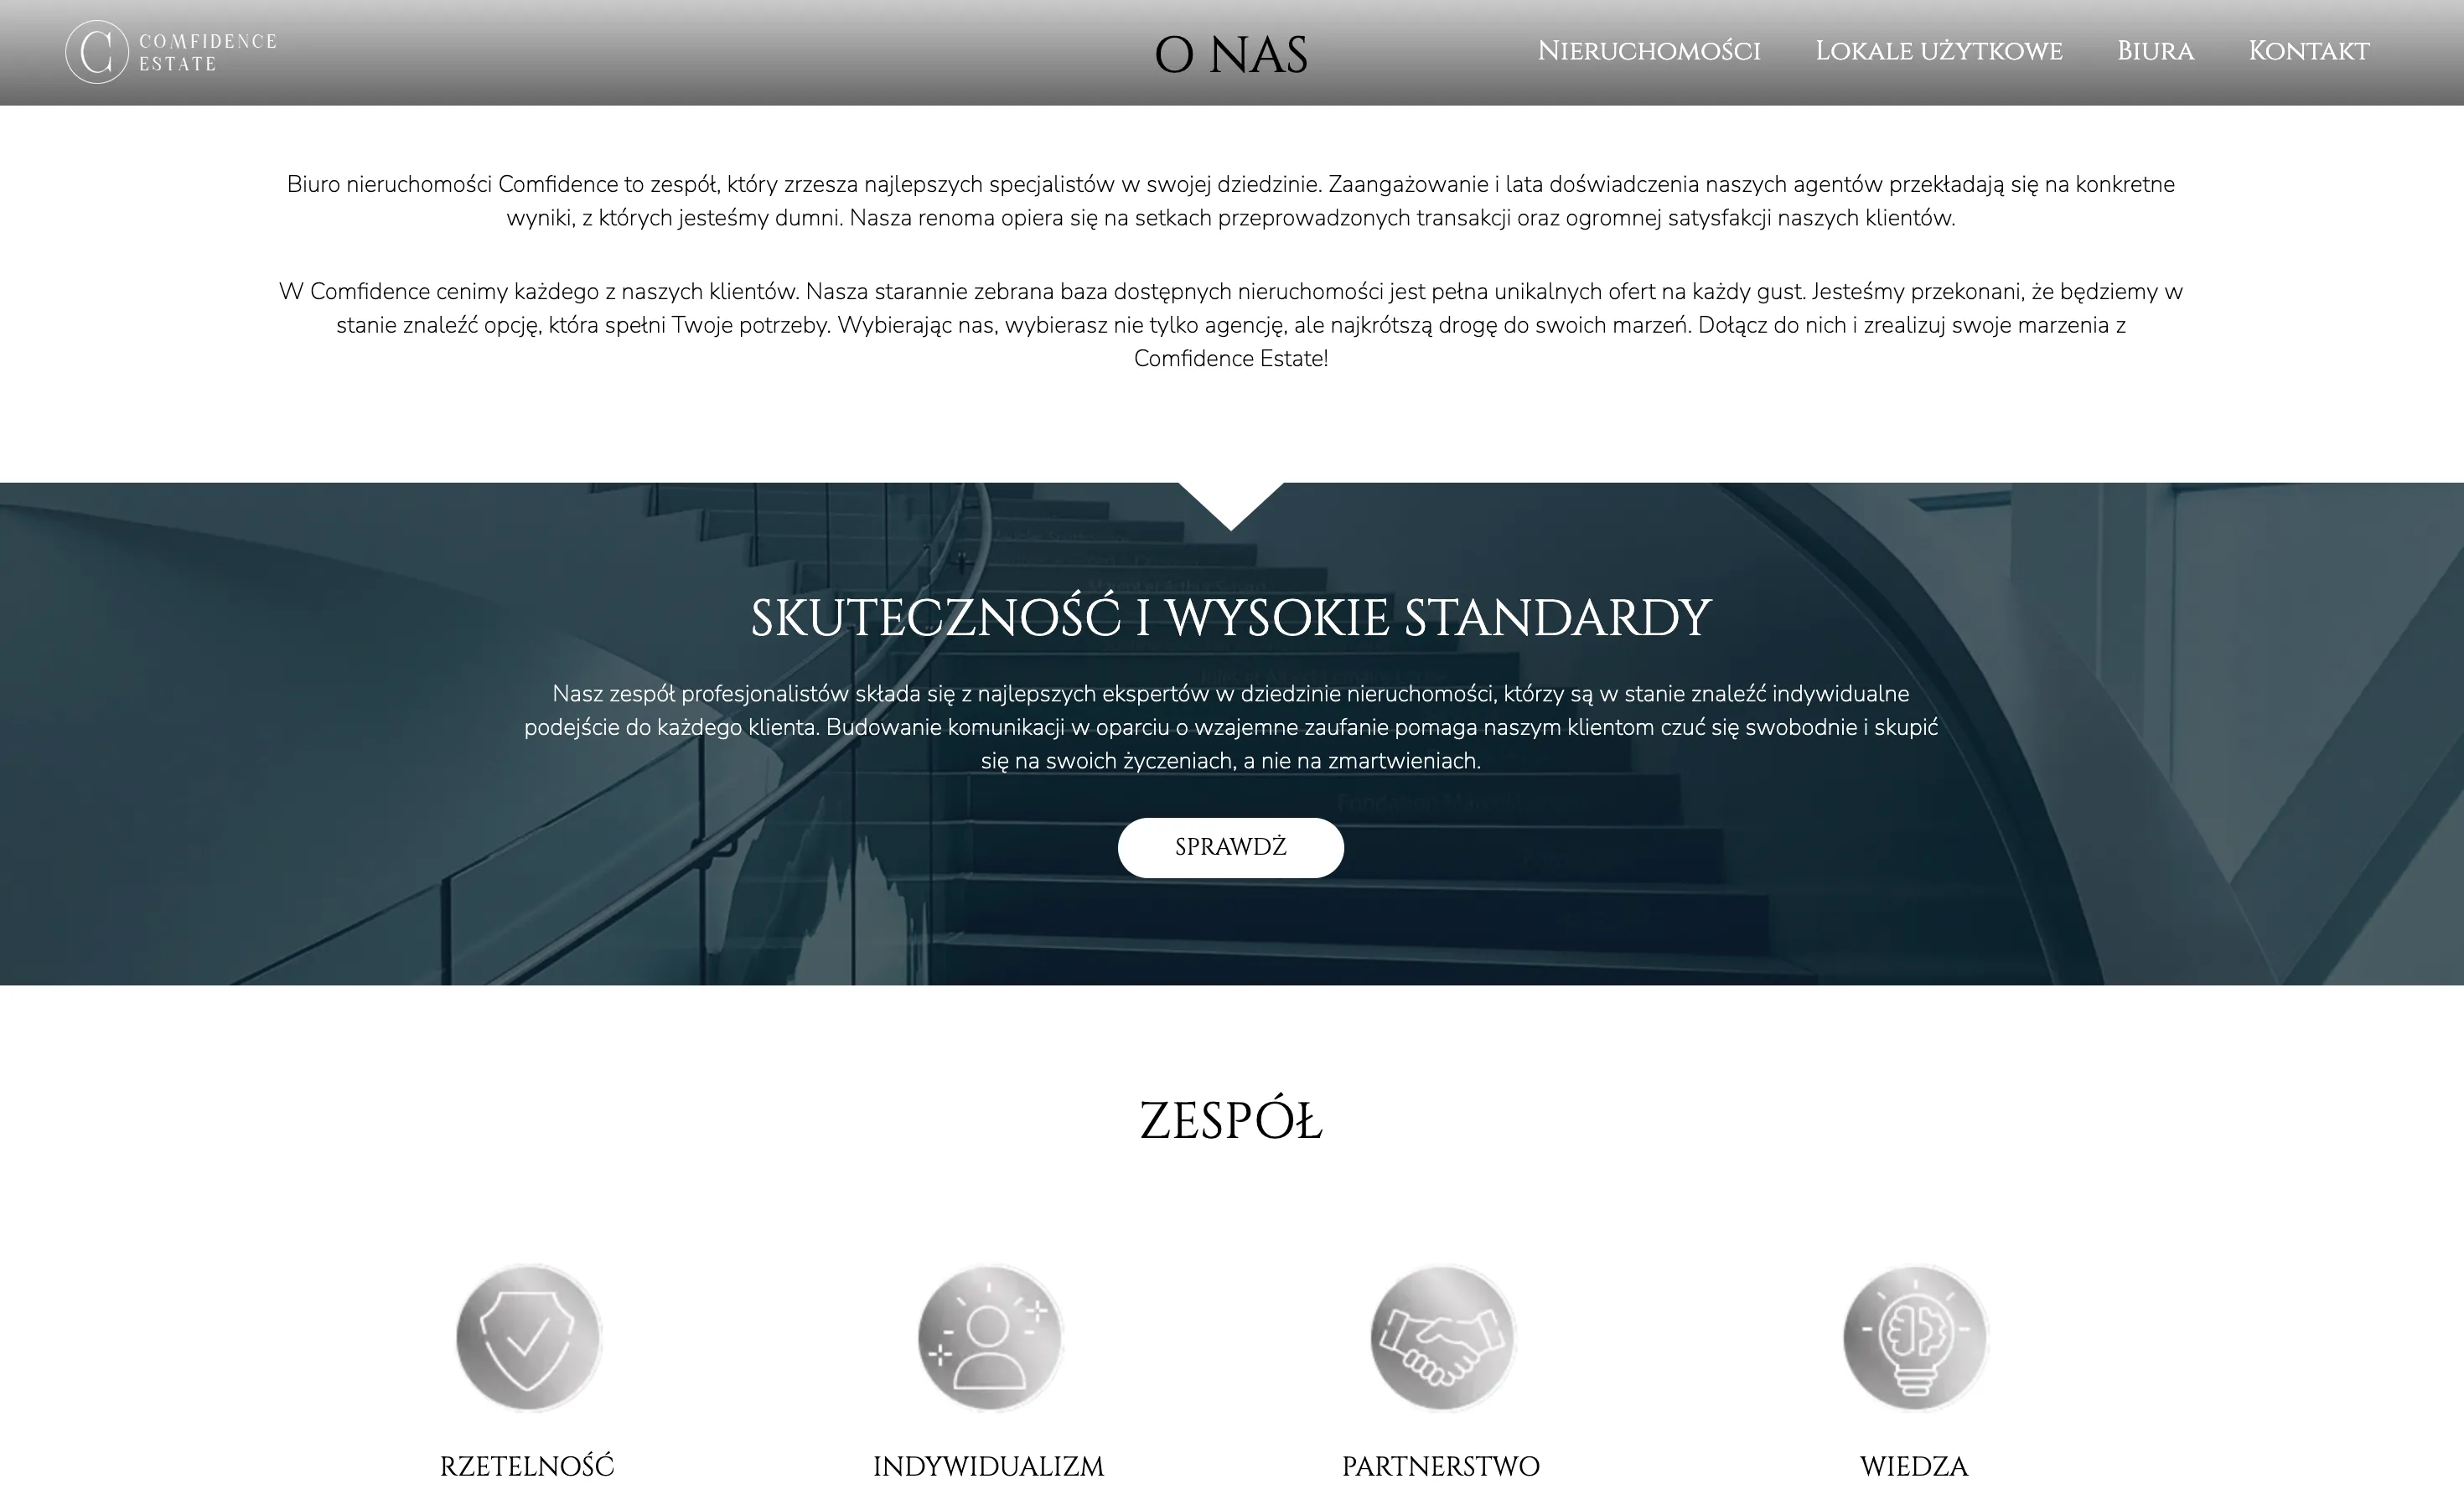 COMFIDENCE
ESTATE
O NAS
Nieruchomości
Lokale użytkowe
Biura
Kontakt
Biuro nieruchomości Comfidence to zespół, który zrzesza najlepszych specjalistów w swojej dziedzinie. Zaangażowanie i lata doświadczenia naszych agentów przekładają się na konkretne
wyniki, z których jesteśmy dumni. Nasza renoma opiera się na setkach przeprowadzonych transakcji oraz ogromnej satysfakcji naszych klientów.
W Comfidence cenimy każdego z naszych klientów. Nasza starannie zebrana baza dostępnych nieruchomości jest pełna unikalnych ofert na każdy gust. Jesteśmy przekonani, że będziemy w
stanie znaleźć opcję, która spełni Twoje potrzeby. Wybierając nas, wybierasz nie tylko agencję, ale najkrótszą drogę do swoich marzeń. Dołącz do nich i zrealizuj swoje marzenia z
Comfidence Estate!
SKUTECZNOŚĆ I WYSOKIE STANDARDY
Nasz zespół profesjonalistów składa się z najlepszych ekspertów w dziedzinie nieruchomości, którzy są w stanie znaleźć indywidualne
podejście do każdego klienta. Budowanie komunikacji w oparciu o wzajemne zaufanie pomaga naszym klientom czuć się swobodnie i skupić
się na swoich życzeniach, a nie na zmartwieniach.
SPRAWDŻ
ZESPÓŁ
RZETELNOŚĆ
INDYWIDUALIZM
PARTNERSTWO
WIEDZA